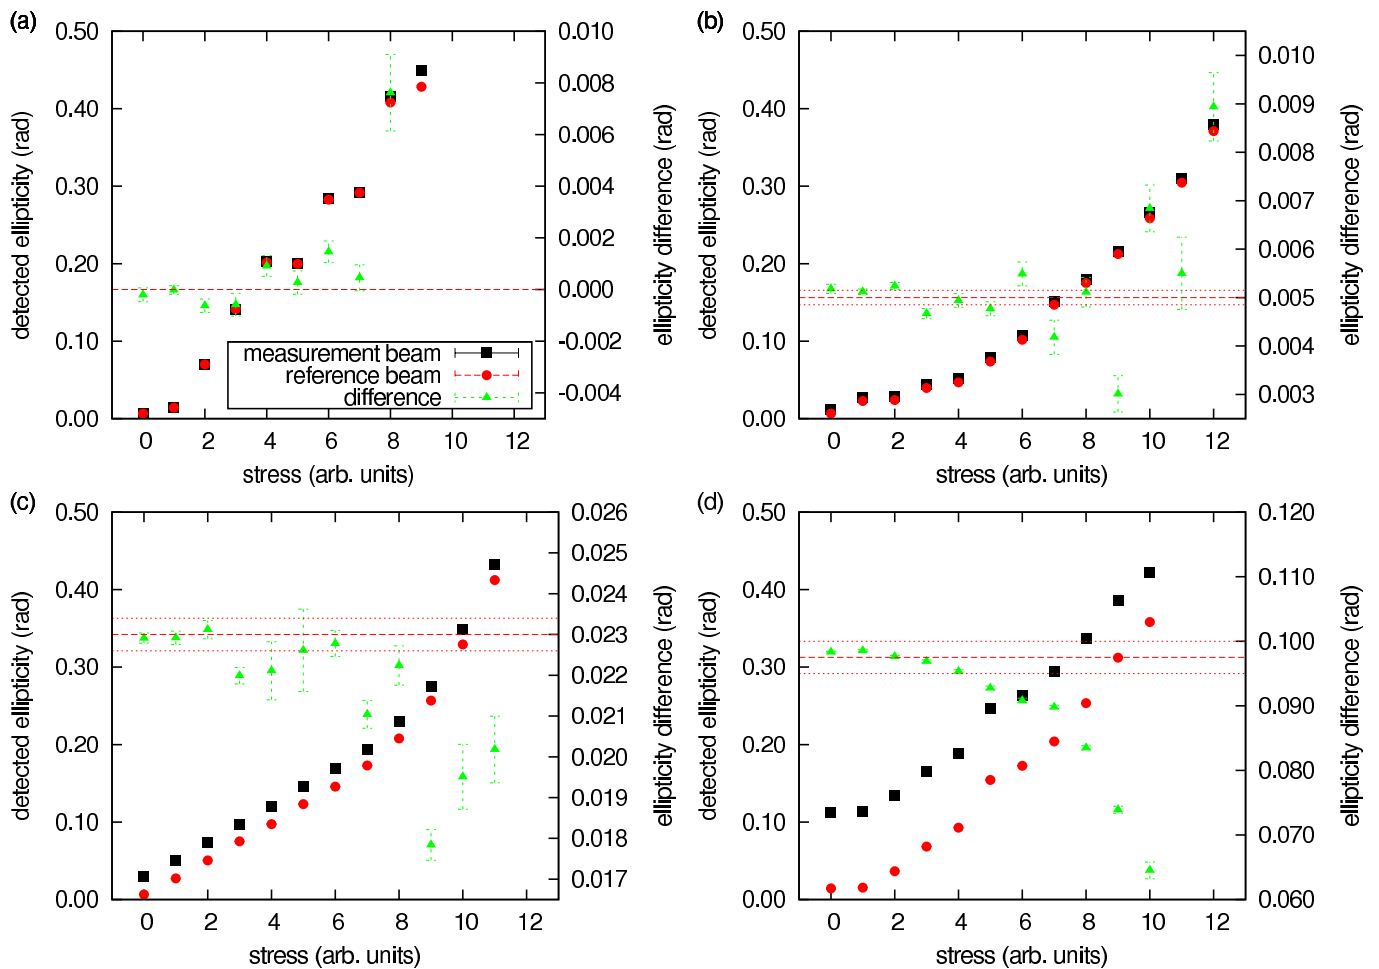 (a)
0.50
0.40
0.30
0.20
0.10
0.00
detected ellipticity (rad)
0.010
0.008
0.006
0.004
0.002
0.000
-0.002
-0.004
ellipticity difference (rad)
measurement beam
reference beam
difference
0 2 4 6 8 10 12
stress (arb. units)
(b)
0.50
0.40
0.30
0.20
0.10
0.00
detected ellipticity (rad)
0.010
0.009
0.008
0.007
0.006
0.005
0.004
0.003
ellipticity difference (rad)
0 2 4 6 8 10 12
stress (arb. units)
(c)
0.50
0.40
0.30
0.20
0.10
0.00
detected ellipticity (rad)
0.026
0.025
0.024
0.023
0.022
0.021
0.020
0.019
0.018
0.017
ellipticity difference (rad)
0 2 4 6 8 10 12
stress (arb. units)
(d)
0.50
0.40
0.30
0.20
0.10
0.00
detected ellipticity (rad)
0.120
0.110
0.100
0.090
0.080
0.070
0.060
ellipticity difference (rad)
0 2 4 6 8 10 12
stress (arb. units)